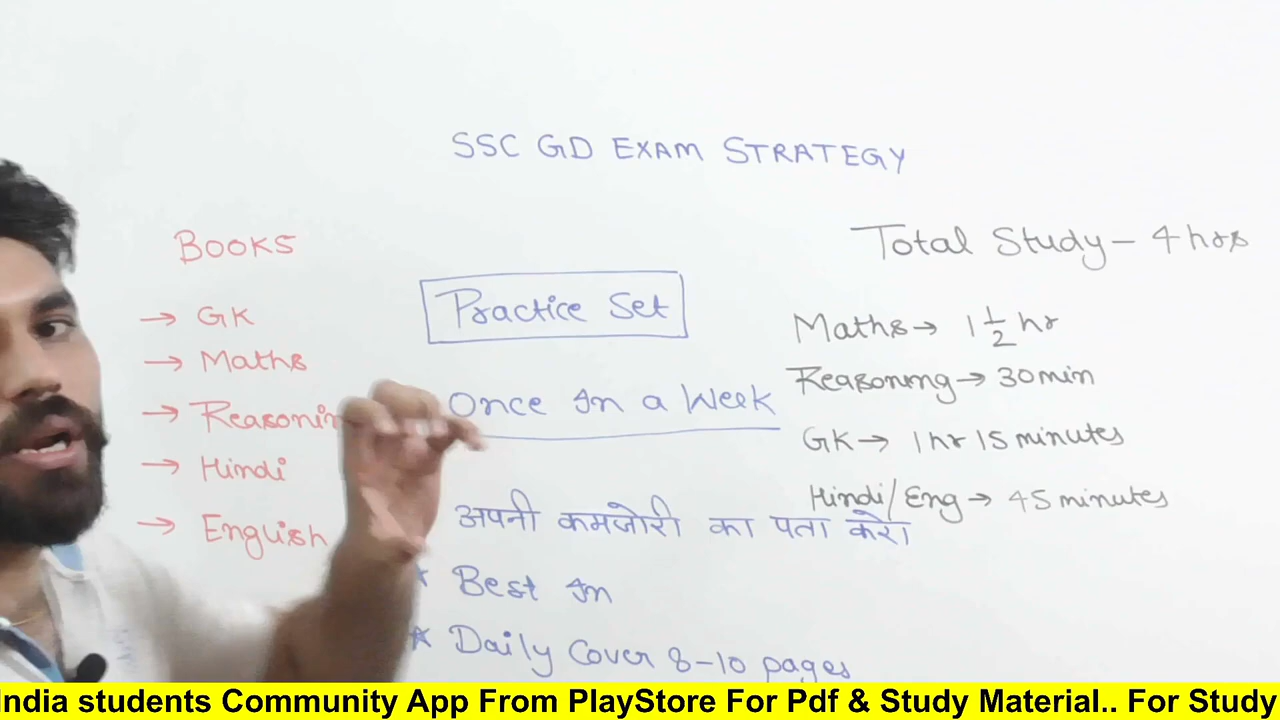 SSC GD EXAM STRATEGY
BOOKS
→ GK
→ Maths
→ Reasonin
→ Hindi
→ English
Practice Set
Once In a Week
अपनी कमजोरी का पता करो
* Best In
* Daily Cover 8-10 pages
Total Study - 4 hrs
Maths → 1 1/2 hr
Reasoning → 30 min
GK → 1 hr 15 minutes
Hindi/Eng → 45 minutes
India students Community App From PlayStore For Pdf & Study Material.. For Study